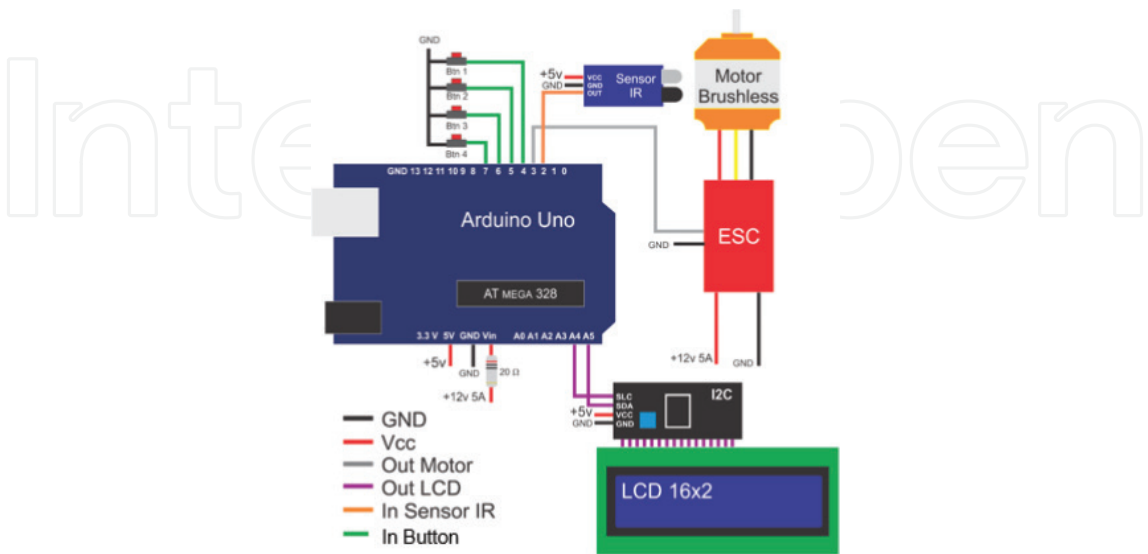 GND
Btn 1
Btn 2
Btn 3
Btn 4
+5v
GND
VCC
GND
OUT
Sensor
IR
Motor
Brushless
GND 13 12 11 10 9 8 7 6 5 4 3 2 1 0
Arduino Uno
AT MEGA 328
GND
ESC
3.3 V 5V GND Vin A0 A1 A2 A3 A4 A5
+5v
GND
20 Ω
+12v 5A
+12v 5A
GND
SLC
SDA
VCC
GND
I2C
+5v
GND
LCD 16x2
GND
Vcc
Out Motor
Out LCD
In Sensor IR
In Button
Inte
pen